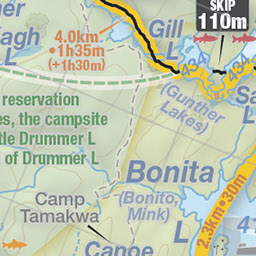 SKIP
110m
Gill
L
4.0km
•1h35m
(+1h30m)
(Gunther
Lakes)
reservation
es, the campsite
tle Drummer L
of Drummer L
Bonita
(Bonito,
Mink)
L
Camp
Tamakwa
Canoe
2.3km•30m